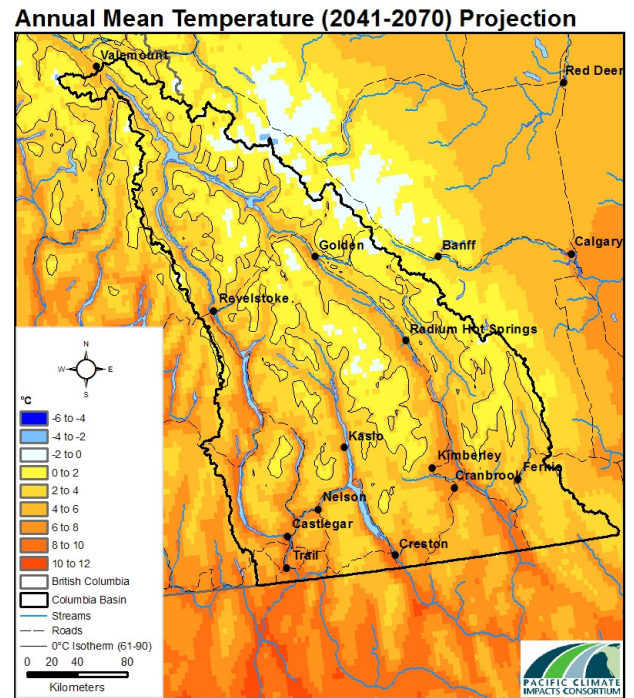 Annual Mean Temperature (2041-2070) Projection
Valemount
Red Deer
Golden
Banff
Calgary
Revelstoke
Radium Hot Springs
Kaslo
Kimberley
Cranbrook
Fernie
Nelson
Castlegar
Creston
Trail
N
W
E
S
°C
-6 to -4
-4 to -2
-2 to 0
0 to 2
2 to 4
4 to 6
6 to 8
8 to 10
10 to 12
British Columbia
Columbia Basin
Streams
Roads
0°C Isotherm (61-90)
0 20 40 80
Kilometers
PACIFIC CLIMATE
IMPACTS CONSORTIUM